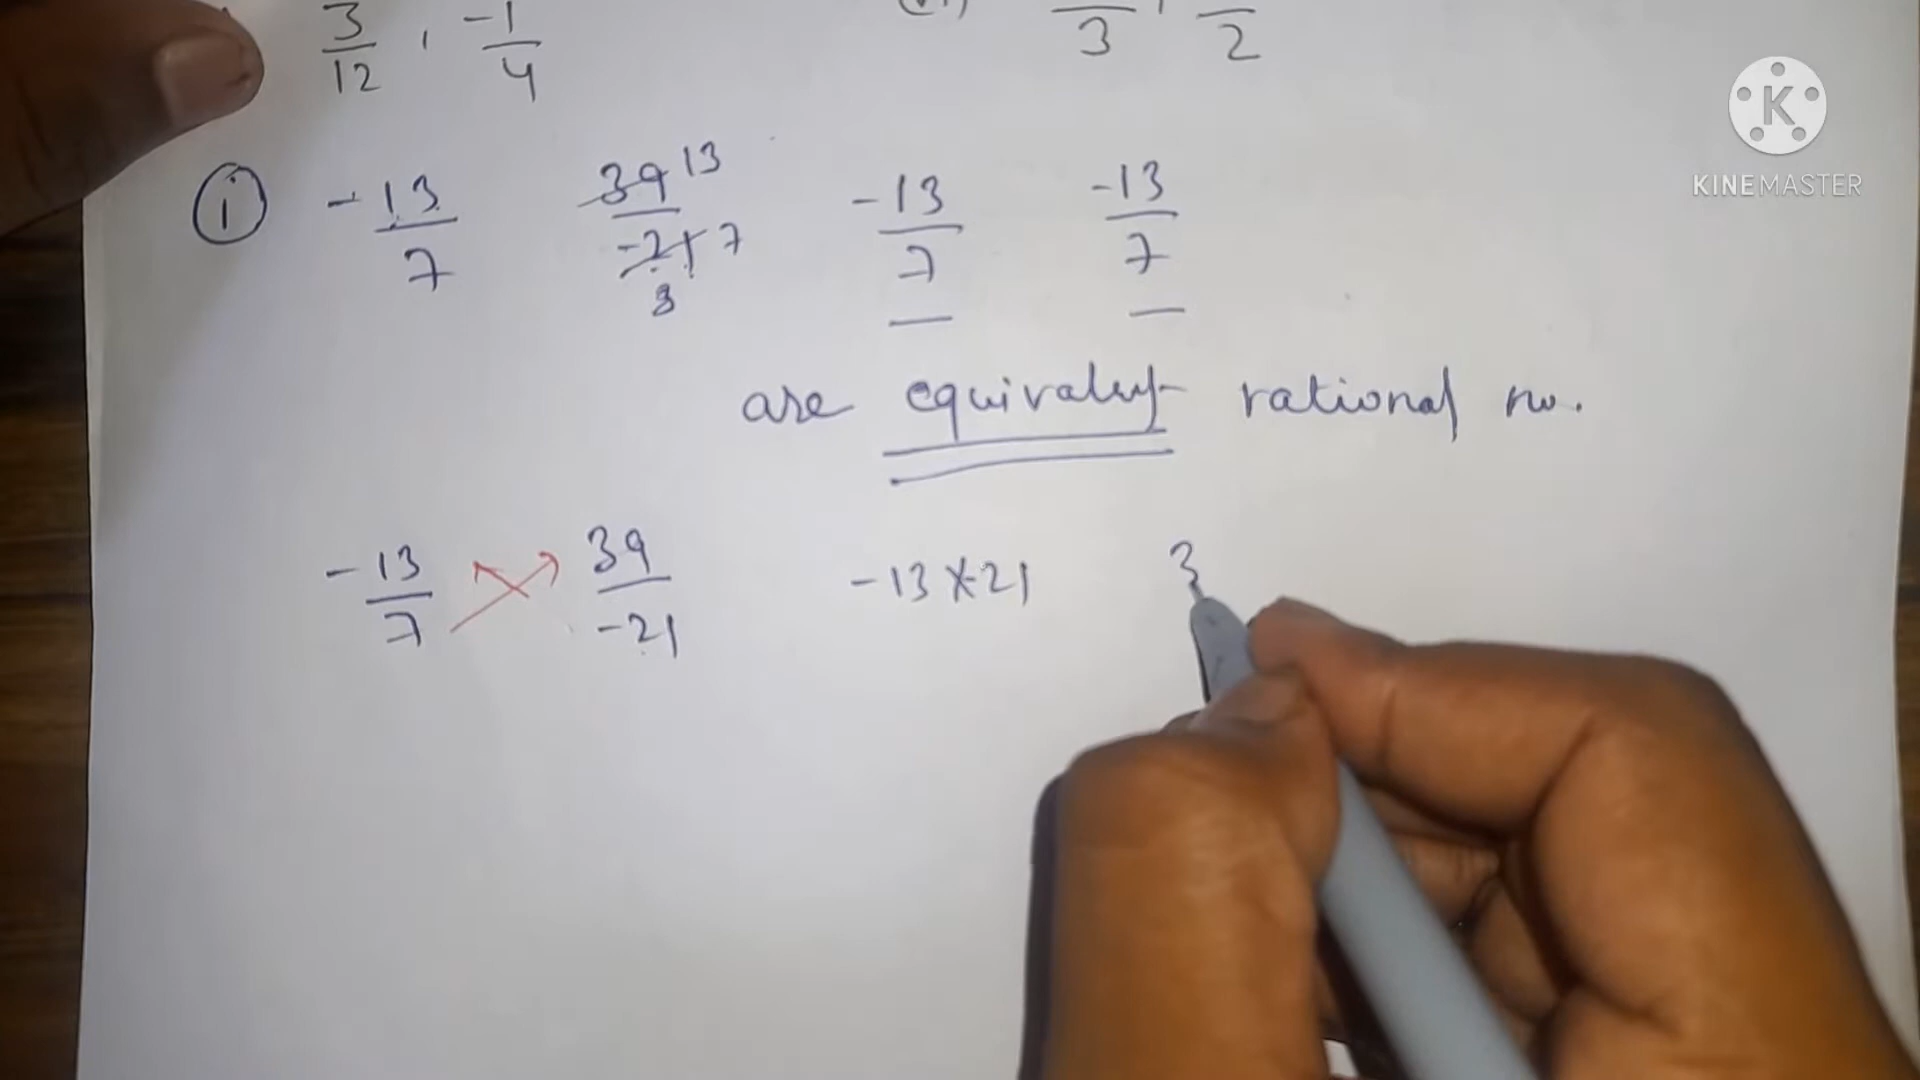 3/12 , -1/4 3 , 2
KINEMASTER
i -13/7 39/-21 13 7 3 -13/7 -13/7
are equivalent rational no.
-13/7 39/-21 -13 × -21 3